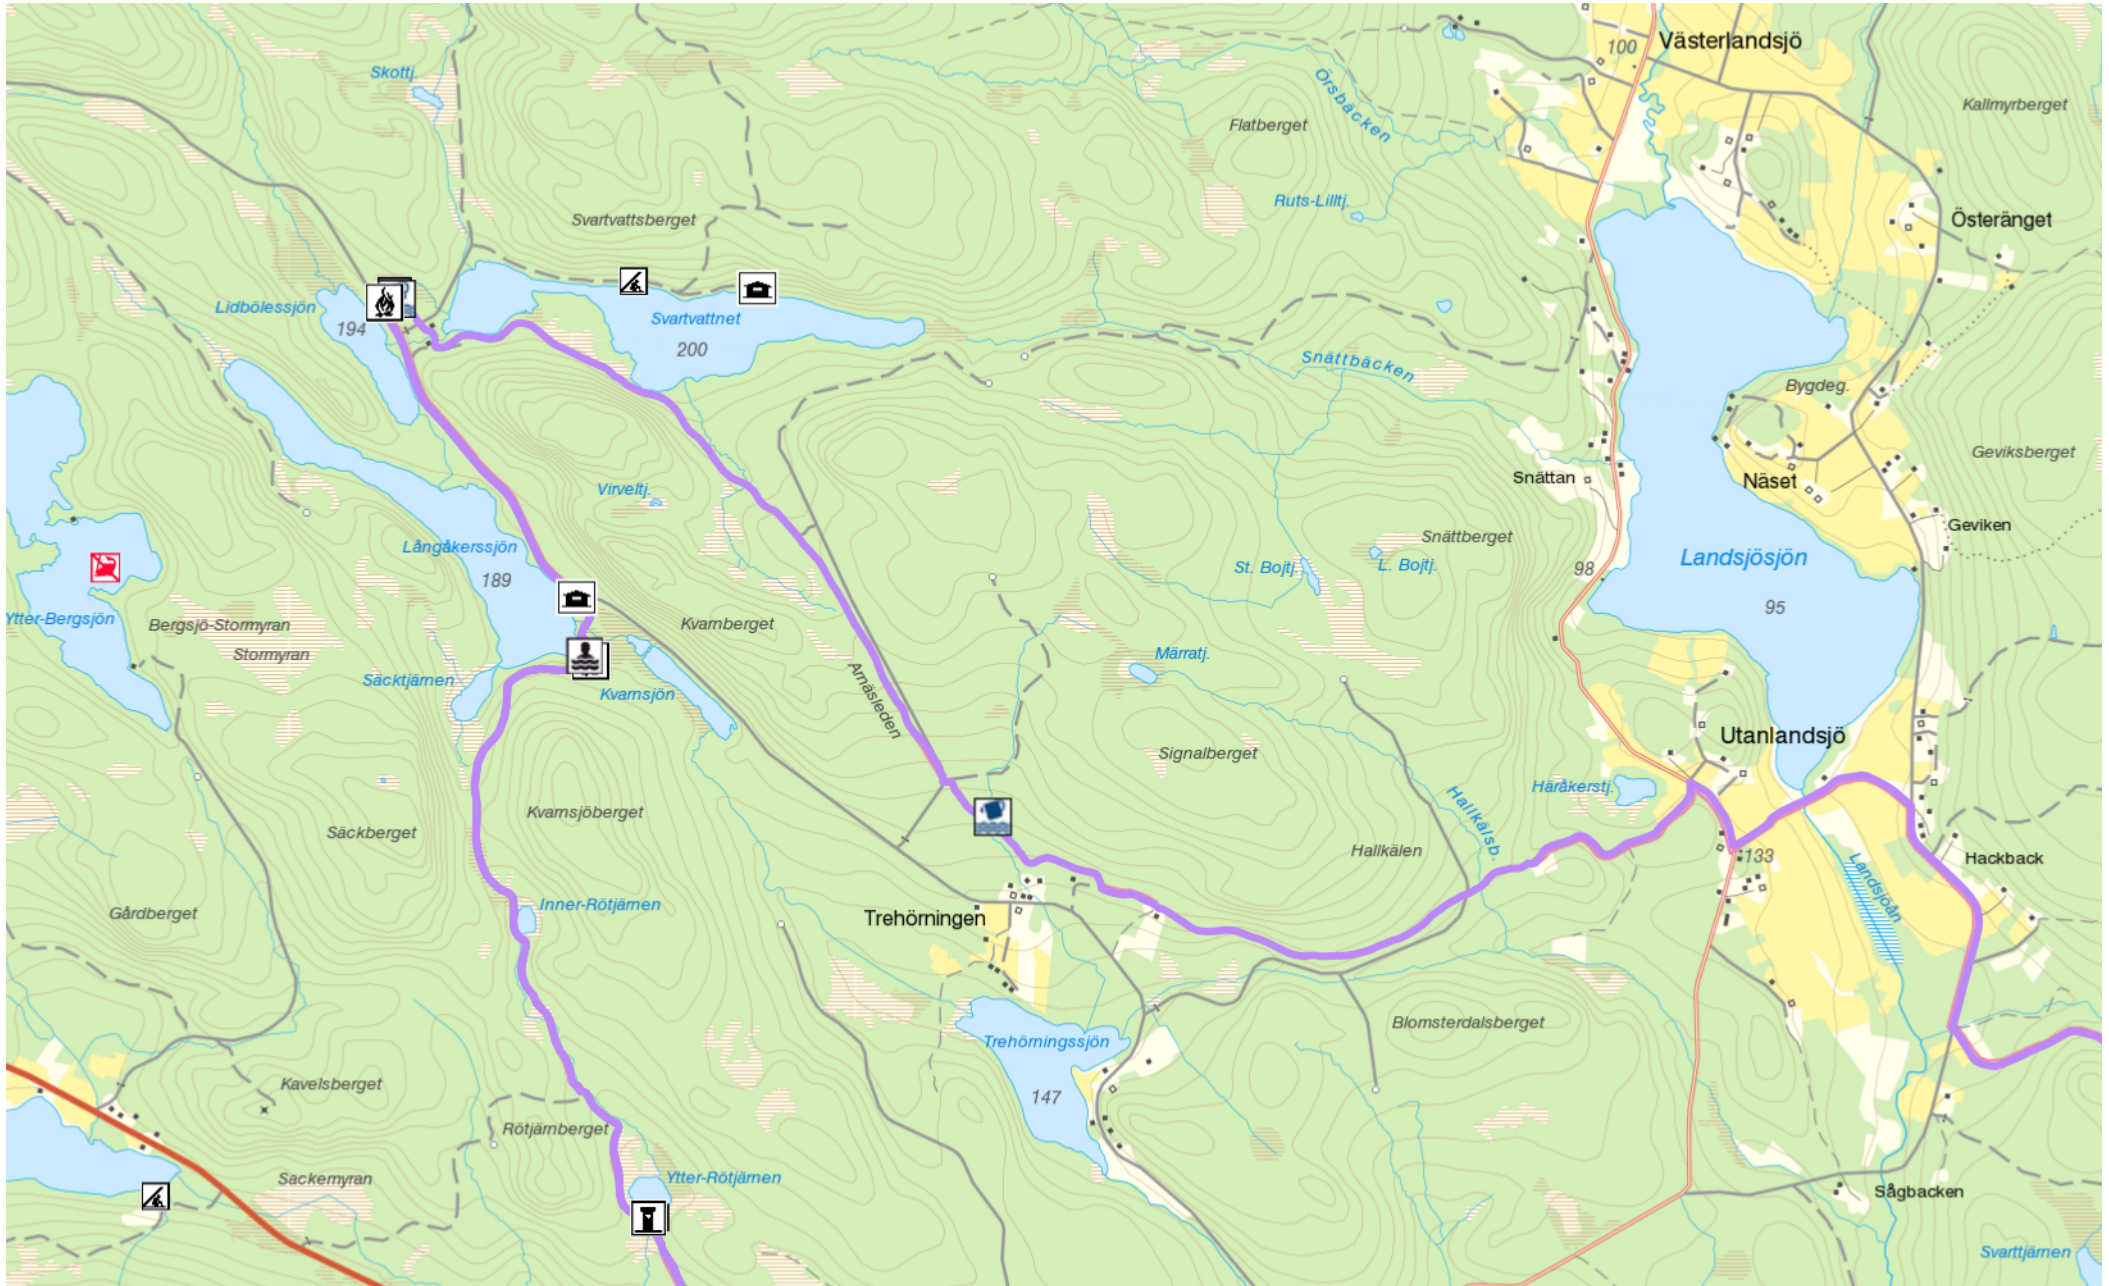 Västerlandsjö
100
Skottj.
Örsbäcken
Kallmyrberget
Flatberget
Ruts-Lilltj.
Svartvattsberget
Österänget
Lidbölessjön
194
Svartvattnet
200
Snättbäcken
Bygdeg.
Geviksberget
Snättan
Näset
Virveltj.
Geviken
Snättberget
Långåkerssjön
189
St. Bojtj.
L. Bojtj.
98
Landsjösjön
95
Ytter-Bergsjön
Bergsjö-Stormyran
Stormyran
Kvarnberget
Märratj.
Säcktjärnen
Kvarnsjön
Arnäsleden
Signalberget
Utanlandsjö
Häråkerstj.
Hallkälsb.
Kvarnsjöberget
Säckberget
Hallkälen
133
Hackback
Landsjöån
Inner-Rötjärnen
Gårdberget
Trehörningen
Blomsterdalsberget
Trehörningssjön
147
Kavelsberget
Rötjärnberget
Sackemyran
Ytter-Rötjärnen
Sågbacken
Svarttjärnen